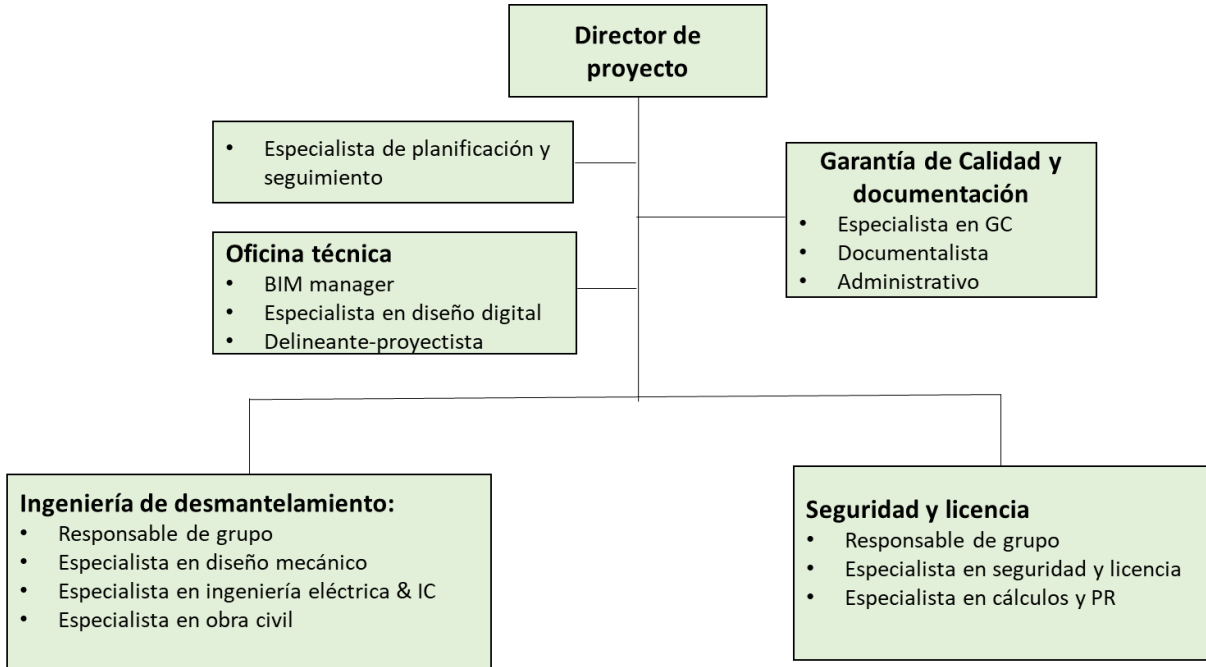 Director de
proyecto
• Especialista de planificación y
seguimiento
Garantía de Calidad y
documentación
• Especialista en GC
• Documentalista
• Administrativo
Oficina técnica
• BIM manager
• Especialista en diseño digital
• Delineante-proyectista
Ingeniería de desmantelamiento:
• Responsable de grupo
• Especialista en diseño mecánico
• Especialista en ingeniería eléctrica & IC
• Especialista en obra civil
Seguridad y licencia
• Responsable de grupo
• Especialista en seguridad y licencia
• Especialista en cálculos y PR